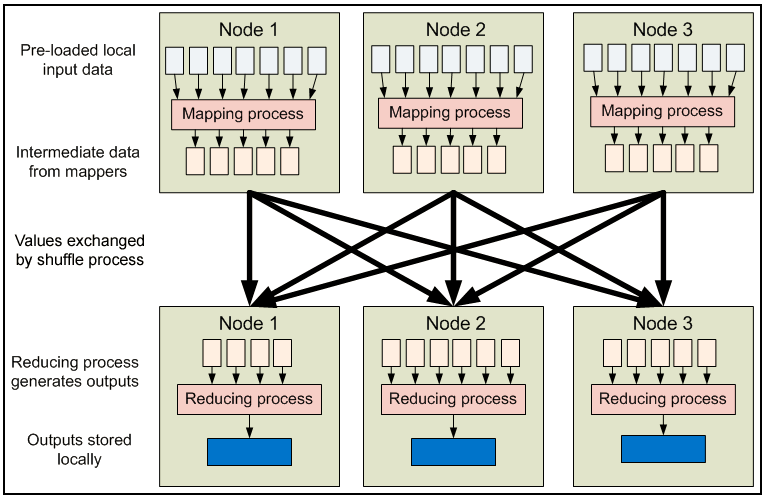 Node 1
Node 2
Node 3
Pre-loaded local
input data
Mapping process
Mapping process
Mapping process
Intermediate data
from mappers
Values exchanged
by shuffle process
Node 1
Node 2
Node 3
Reducing process
generates outputs
Reducing process
Reducing process
Reducing process
Outputs stored
locally